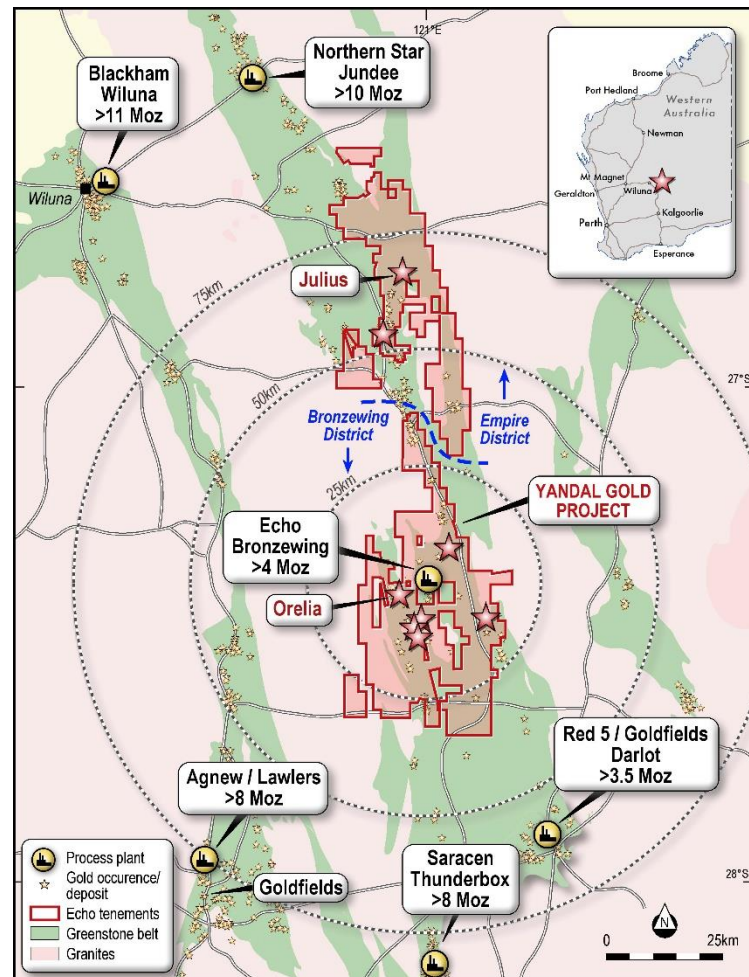 121°E
Northern Star
Jundee
>10 Moz
Blackham
Wiluna
>11 Moz
Wiluna
Broome
Port Hedland
Western
Australia
Newman
Mt Magnet
Wiluna
Geraldton
Kalgoorlie
Perth
Esperance
75km
Julius
27°S
50km
Bronzewing
District
Empire
District
25km
YANDAL GOLD
PROJECT
Echo
Bronzewing
>4 Moz
Orelia
Red 5 / Goldfields
Darlot
>3.5 Moz
Agnew / Lawlers
>8 Moz
Saracen
Thunderbox
>8 Moz
Goldfields
28°S
Process plant
Gold occurence/
deposit
Echo tenements
Greenstone belt
Granites
N
0
25km